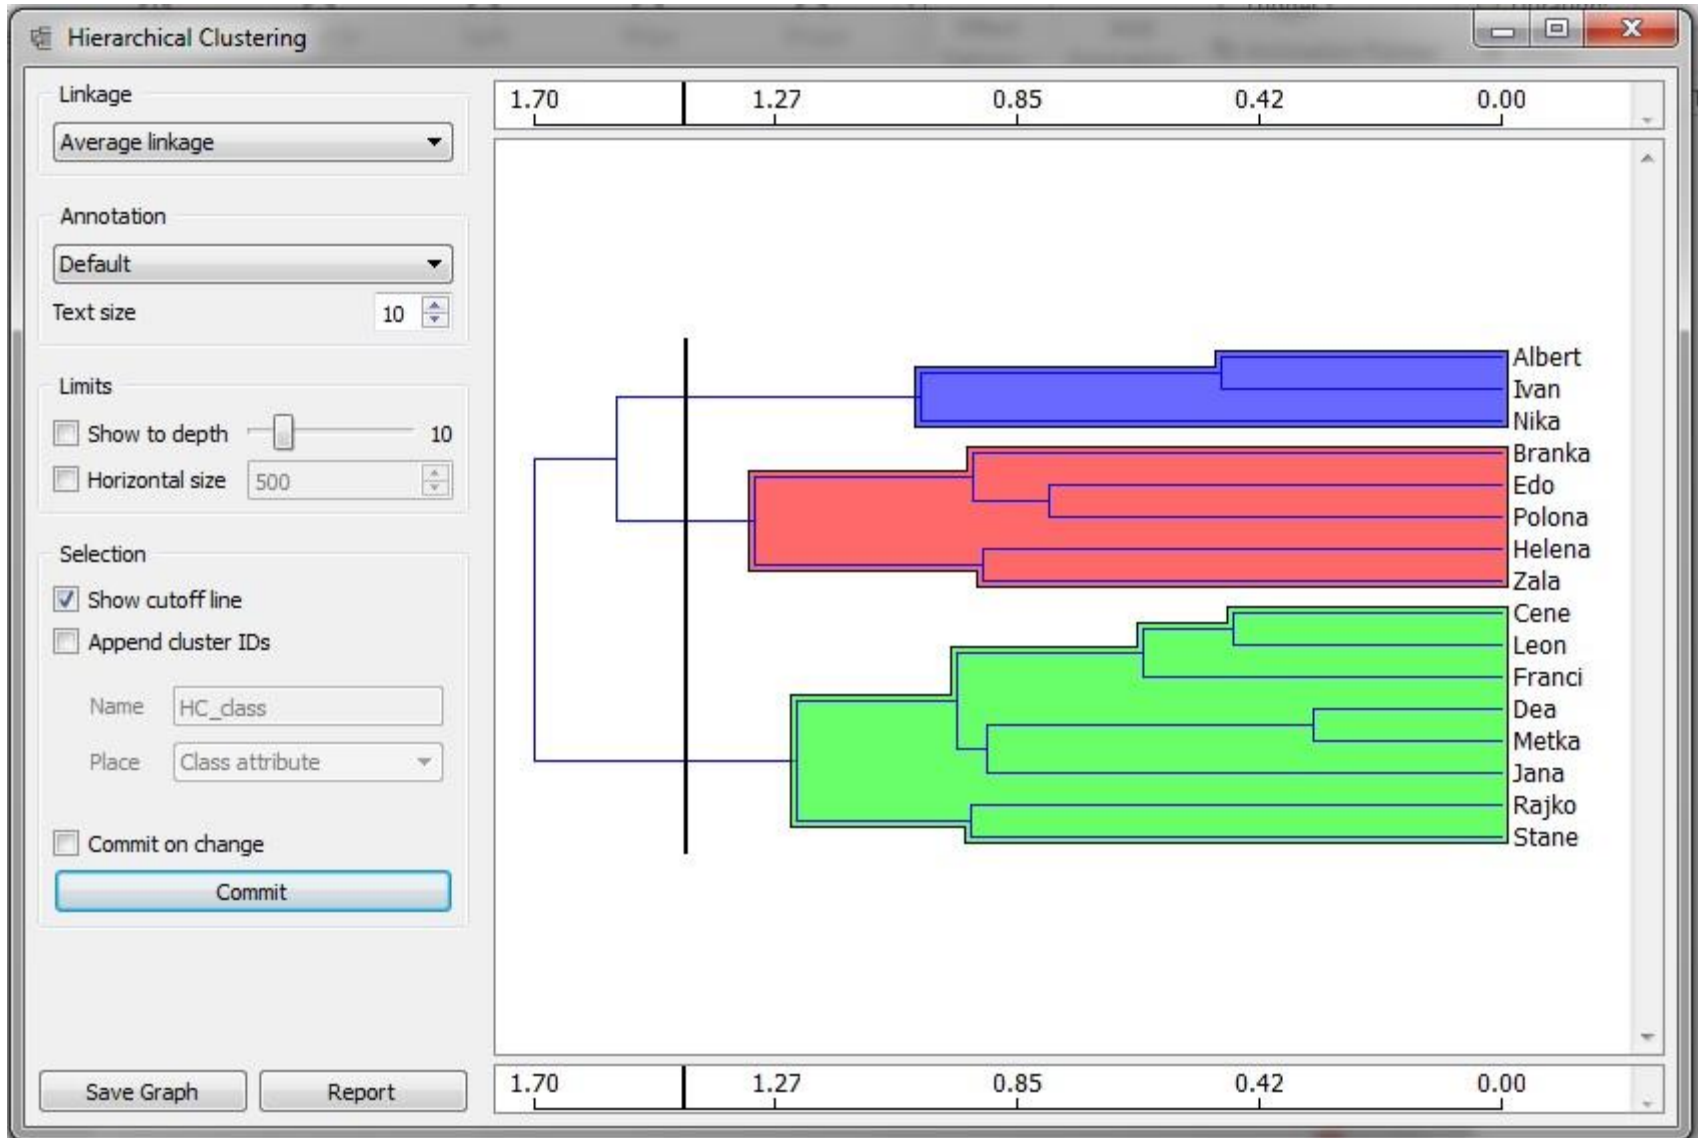 Hierarchical Clustering
Linkage
Average linkage
Annotation
Default
Text size 10
Limits
Show to depth 10
Horizontal size 500
Selection
Show cutoff line
Append cluster IDs
Name HC_class
Place Class attribute
Commit on change
Commit
Save Graph Report
1.70 1.27 0.85 0.42 0.00
Albert
Ivan
Nika
Branka
Edo
Polona
Helena
Zala
Cene
Leon
Franci
Dea
Metka
Jana
Rajko
Stane
1.70 1.27 0.85 0.42 0.00